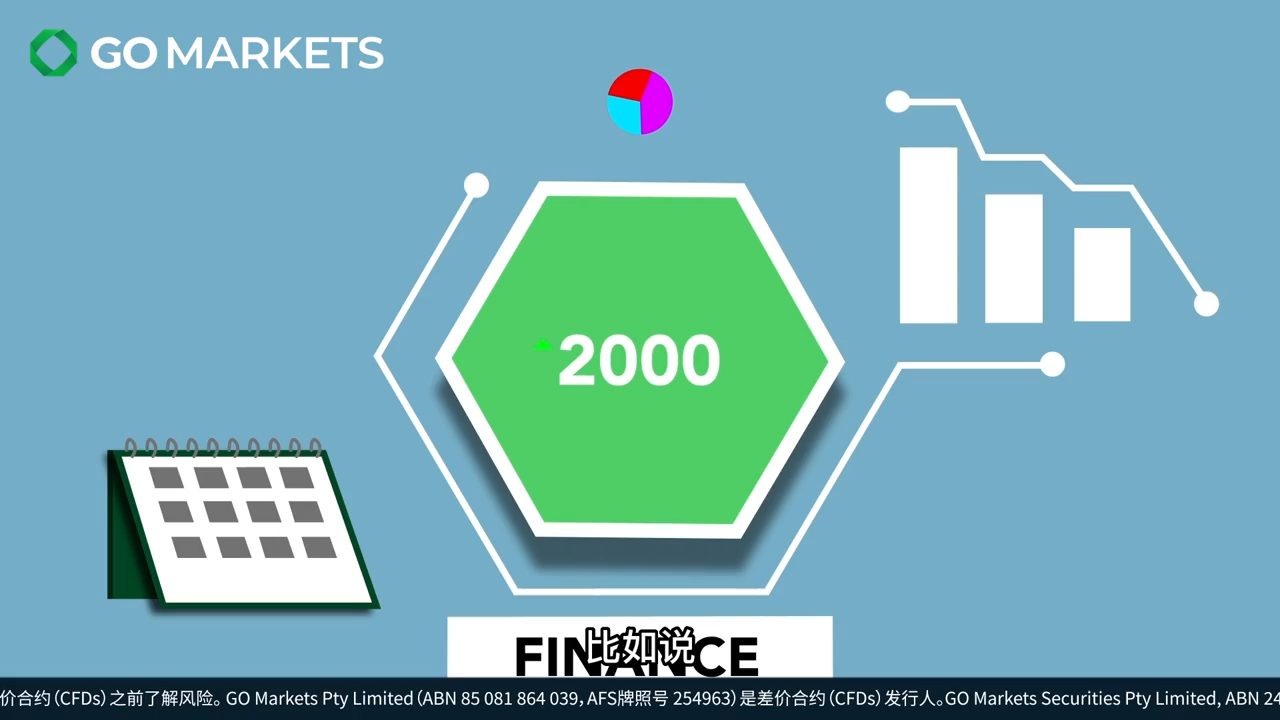 GO MARKETS
2000
FINANCE
比如说
价合约（CFDs）之前了解风险。GO Markets Pty Limited（ABN 85 081 864 039，AFS牌照号 254963）是差价合约（CFDs）发行人。GO Markets Securities Pty Limited, ABN 24